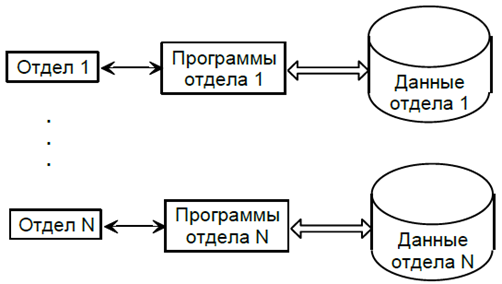 Отдел 1
Программы
отдела 1
Данные
отдела 1
Отдел N
Программы
отдела N
Данные
отдела N